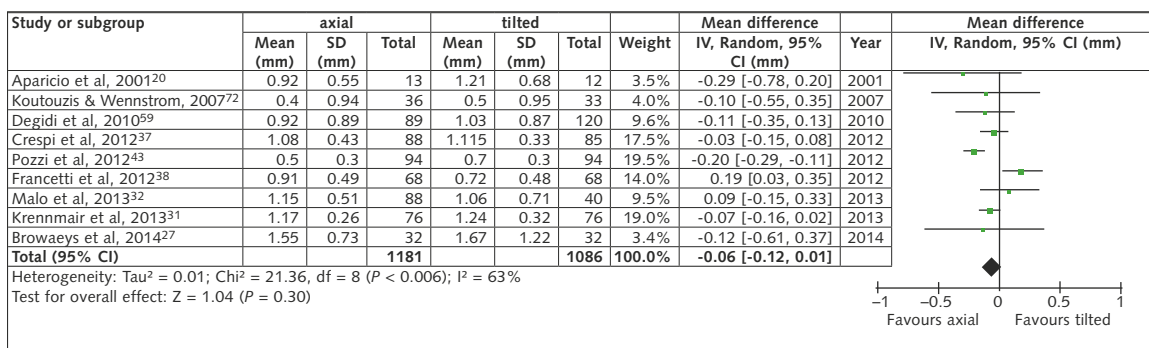 Study or subgroup axial tilted Mean difference Mean difference
Mean (mm) SD (mm) Total Mean (mm) SD (mm) Total Weight IV, Random, 95% CI (mm) Year IV, Random, 95% CI (mm)
Aparicio et al, 2001²⁰ 0.92 0.55 13 1.21 0.68 12 3.5% -0.29 [-0.78, 0.20] 2001
Koutouzis & Wennstrom, 2007⁷² 0.4 0.94 36 0.5 0.95 33 4.0% -0.10 [-0.55, 0.35] 2007
Degidi et al, 2010⁵⁹ 0.92 0.89 89 1.03 0.87 120 9.6% -0.11 [-0.35, 0.13] 2010
Crespi et al, 2012³⁷ 1.08 0.43 88 1.115 0.33 85 17.5% -0.03 [-0.15, 0.08] 2012
Pozzi et al, 2012⁴³ 0.5 0.3 94 0.7 0.3 94 19.5% -0.20 [-0.29, -0.11] 2012
Francetti et al, 2012³⁸ 0.91 0.49 68 0.72 0.48 68 14.0% 0.19 [0.03, 0.35] 2012
Malo et al, 2013³² 1.15 0.51 88 1.06 0.71 40 9.5% 0.09 [-0.15, 0.33] 2013
Krennmair et al, 2013³¹ 1.17 0.26 76 1.24 0.32 76 19.0% -0.07 [-0.16, 0.02] 2013
Browaeys et al, 2014²⁷ 1.55 0.73 32 1.67 1.22 32 3.4% -0.12 [-0.61, 0.37] 2014
Total (95% CI) 1181 1086 100.0% -0.06 [-0.12, 0.01]
Heterogeneity: Tau² = 0.01; Chi² = 21.36, df = 8 (P < 0.006); I² = 63%
Test for overall effect: Z = 1.04 (P = 0.30)
−1 −0.5 0 0.5 1
Favours axial Favours tilted